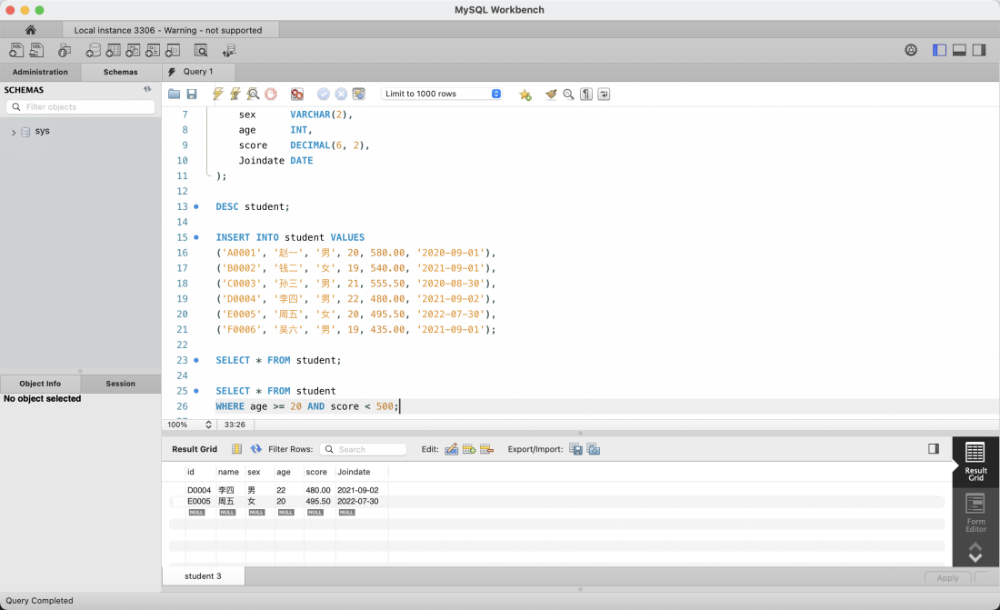 MySQL Workbench
Local instance 3306 - Warning - not supported
Administration Schemas Query 1
SCHEMAS
Filter objects
sys
Limit to 1000 rows
7 sex VARCHAR(2),
8 age INT,
9 score DECIMAL(6, 2),
10 Joindate DATE
11 );
12
13 DESC student;
14
15 INSERT INTO student VALUES
16 ('A0001', '赵一', '男', 20, 580.00, '2020-09-01'),
17 ('B0002', '钱二', '女', 19, 540.00, '2021-09-01'),
18 ('C0003', '孙三', '男', 21, 555.50, '2020-08-30'),
19 ('D0004', '李四', '男', 22, 480.00, '2021-09-02'),
20 ('E0005', '周五', '女', 20, 495.50, '2022-07-30'),
21 ('F0006', '吴六', '男', 19, 435.00, '2021-09-01');
22
23 SELECT * FROM student;
24
25 SELECT * FROM student
26 WHERE age >= 20 AND score < 500;
100% 33:26
Object Info Session
No object selected
Result Grid Filter Rows: Search Edit: Export/Import:
id name sex age score Joindate
D0004 李四 男 22 480.00 2021-09-02
E0005 周五 女 20 495.50 2022-07-30
NULL NULL NULL NULL NULL NULL
Result
Grid
Form
Editor
student 3
Apply
Query Completed